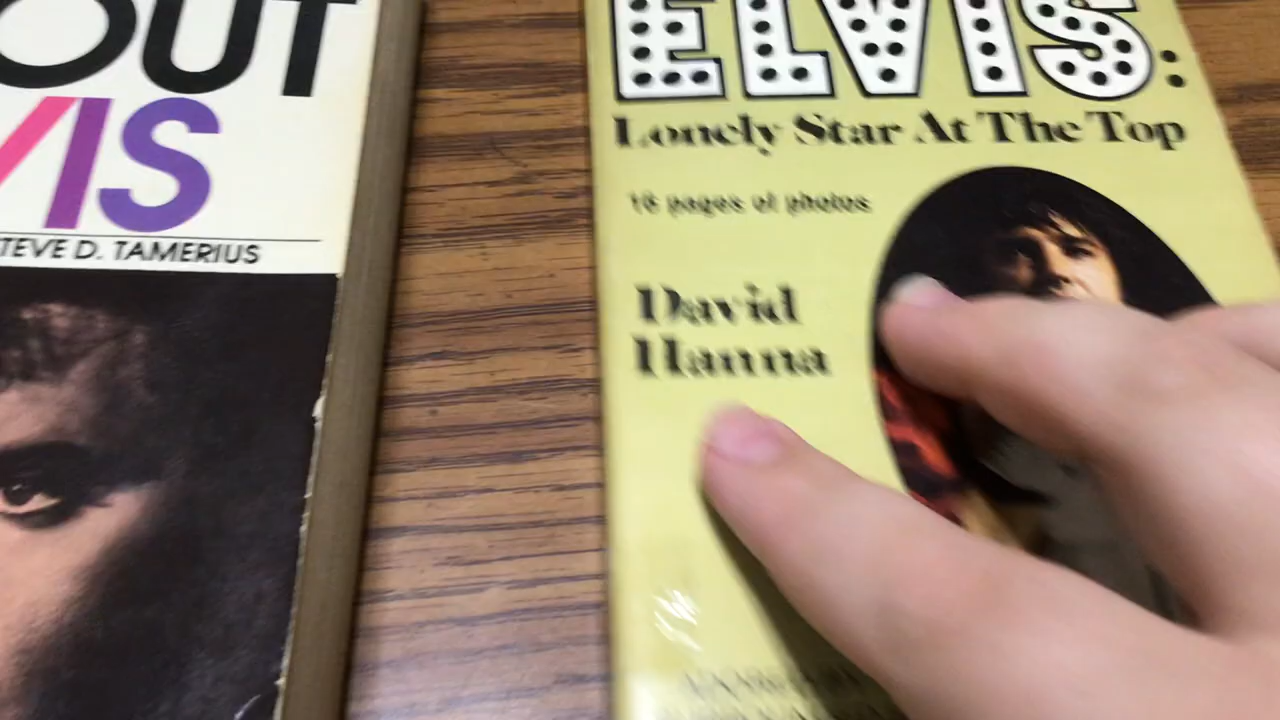 OUT
VIS
TEVE D. TAMERIUS
ELVIS:
Lonely Star At The Top
16 pages of photos
David
Hanna